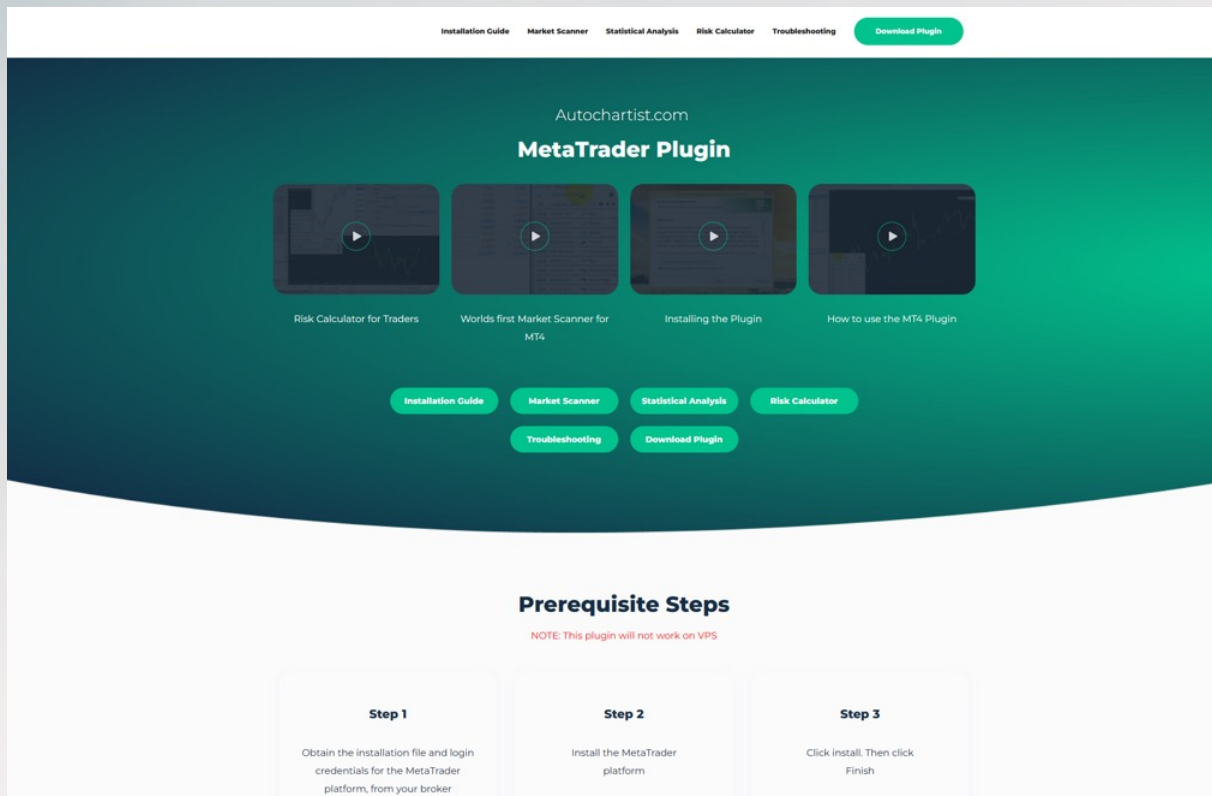 Installation Guide Market Scanner Statistical Analysis Risk Calculator Troubleshooting Download Plugin
Autochartist.com
MetaTrader Plugin
Risk Calculator for Traders
Worlds first Market Scanner for
MT4
Installing the Plugin
How to use the MT4 Plugin
Installation Guide Market Scanner Statistical Analysis Risk Calculator
Troubleshooting Download Plugin
Prerequisite Steps
NOTE: This plugin will not work on VPS
Step 1
Obtain the installation file and login
credentials for the MetaTrader
platform, from your broker
Step 2
Install the MetaTrader
platform
Step 3
Click install. Then click
Finish